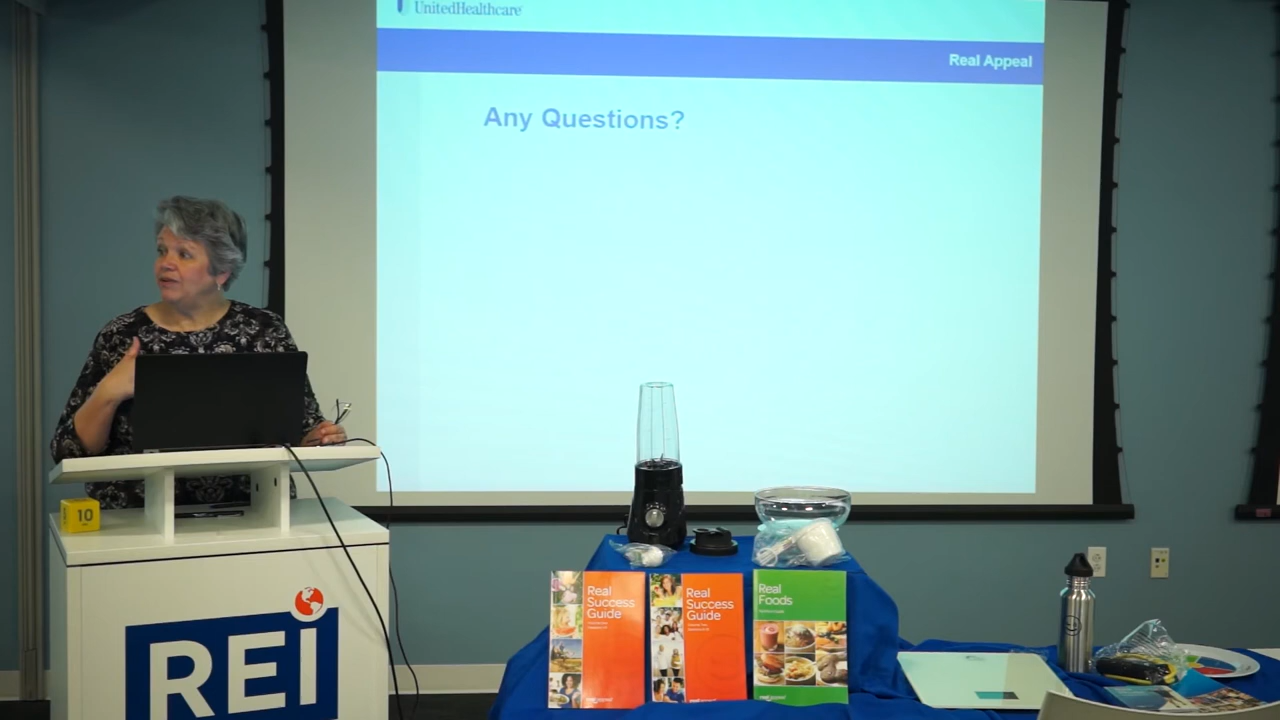 UnitedHealthcare
Real Appeal
Any Questions?
10
REI
Real
Success
Guide
Real
Success
Guide
Real
Foods